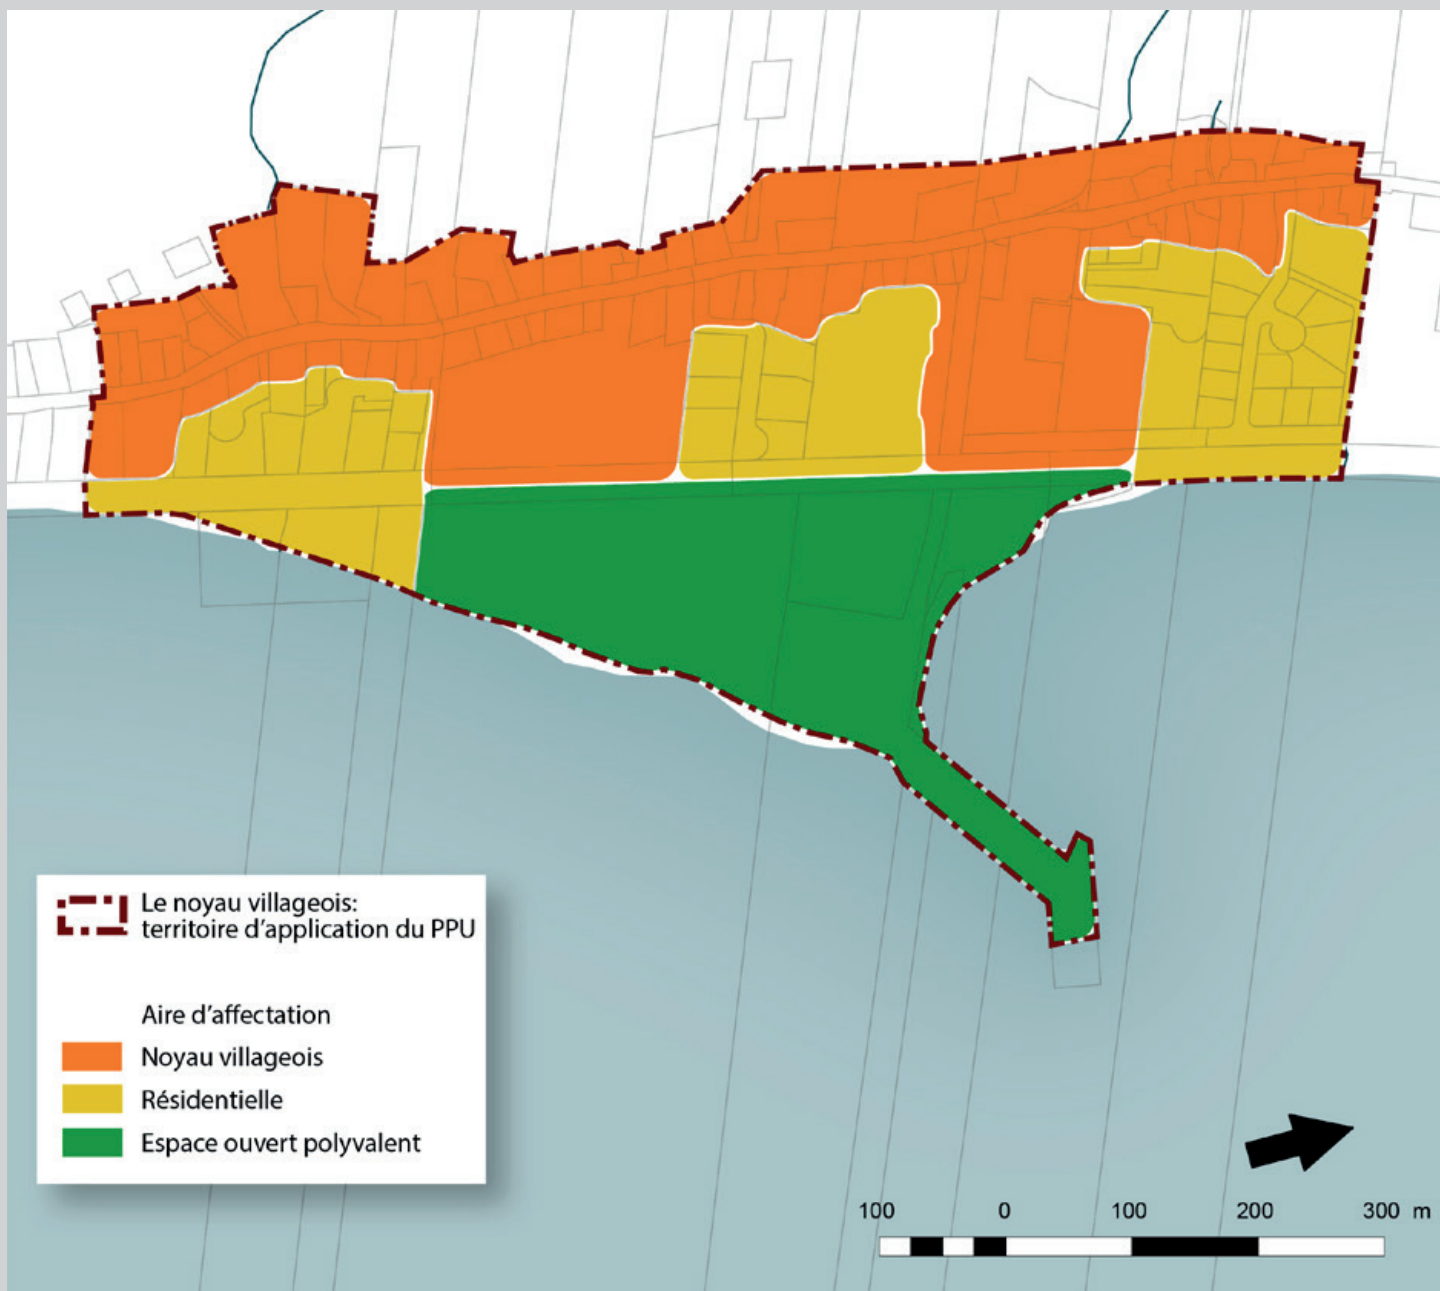 Le noyau villageois:
territoire d'application du PPU
Aire d'affectation
Noyau villageois
Résidentielle
Espace ouvert polyvalent
100 0 100 200 300 m